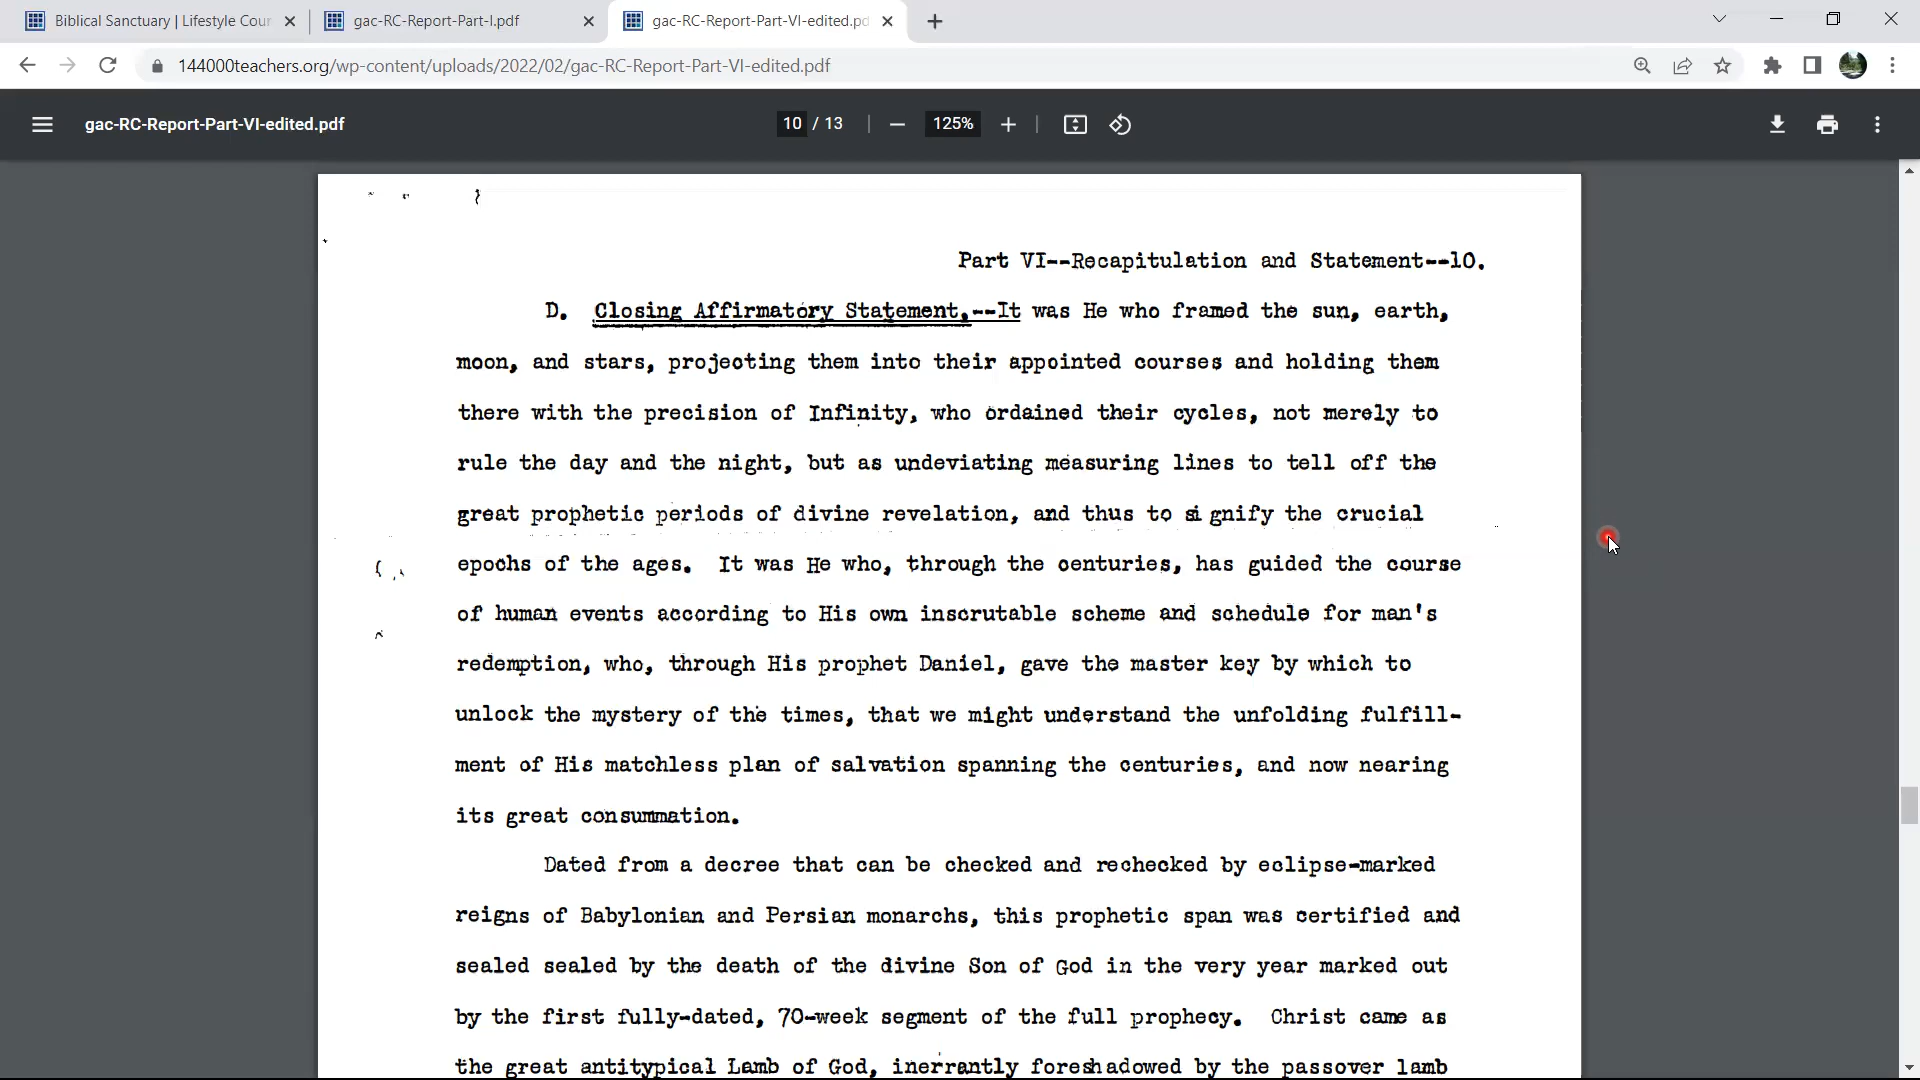 Biblical Sanctuary | Lifestyle Cour
gac-RC-Report-Part-I.pdf
gac-RC-Report-Part-VI-edited.pd
144000teachers.org/wp-content/uploads/2022/02/gac-RC-Report-Part-VI-edited.pdf
gac-RC-Report-Part-VI-edited.pdf
10 / 13
125%
Part VI--Recapitulation and Statement--10.
D. Closing Affirmatory Statement.--It was He who framed the sun, earth,
moon, and stars, projecting them into their appointed courses and holding them
there with the precision of Infinity, who ordained their cycles, not merely to
rule the day and the night, but as undeviating measuring lines to tell off the
great prophetic periods of divine revelation, and thus to signify the crucial
epochs of the ages. It was He who, through the centuries, has guided the course
of human events according to His own inscrutable scheme and schedule for man's
redemption, who, through His prophet Daniel, gave the master key by which to
unlock the mystery of the times, that we might understand the unfolding fulfill-
ment of His matchless plan of salvation spanning the centuries, and now nearing
its great consummation.
Dated from a decree that can be checked and rechecked by eclipse-marked
reigns of Babylonian and Persian monarchs, this prophetic span was certified and
sealed sealed by the death of the divine Son of God in the very year marked out
by the first fully-dated, 70-week segment of the full prophecy. Christ came as
the great antitypical Lamb of God, inerrantly foreshadowed by the passover lamb